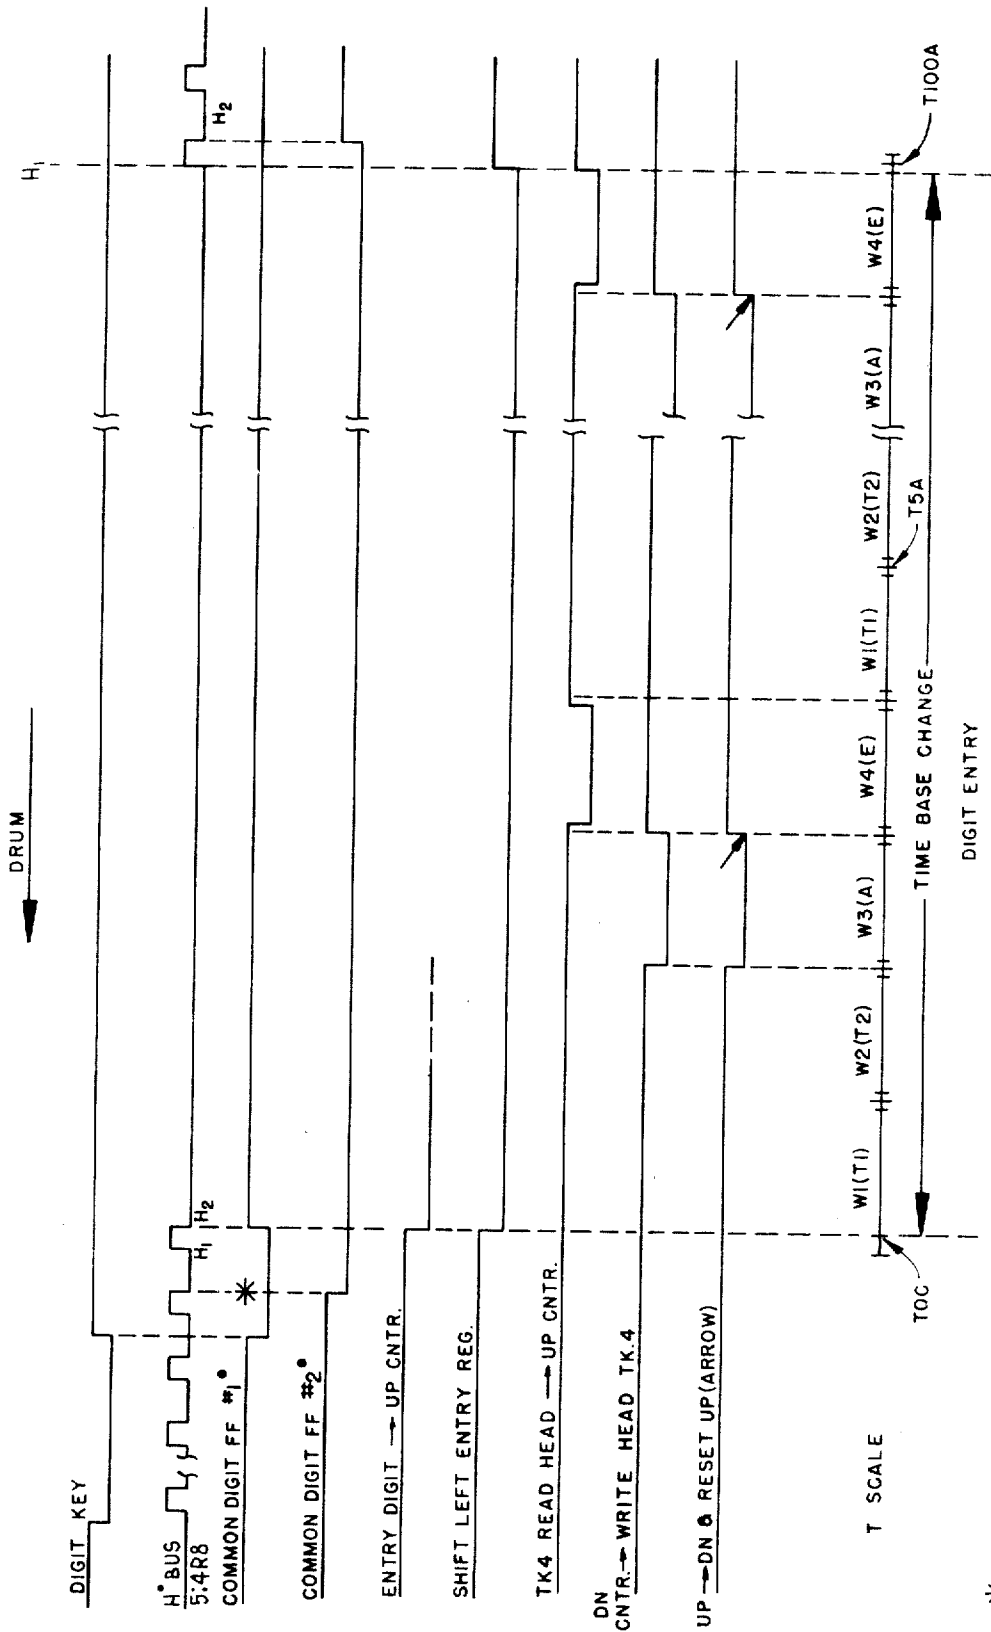 DRUM
H₁
DIGIT KEY
H• BUS
5:4R8
H₁
H₂
H₂
COMMON DIGIT FF #1•
*
COMMON DIGIT FF #2•
ENTRY DIGIT → UP CNTR.
SHIFT LEFT ENTRY REG.
TK4 READ HEAD → UP CNTR.
DN
CNTR. → WRITE HEAD TK.4
UP → DN & RESET UP (ARROW)
T SCALE
W1(T1)
W2(T2)
W3(A)
W4(E)
W1(T1)
W2(T2)
W3(A)
W4(E)
T0C
T5A
T100A
TIME BASE CHANGE
DIGIT ENTRY